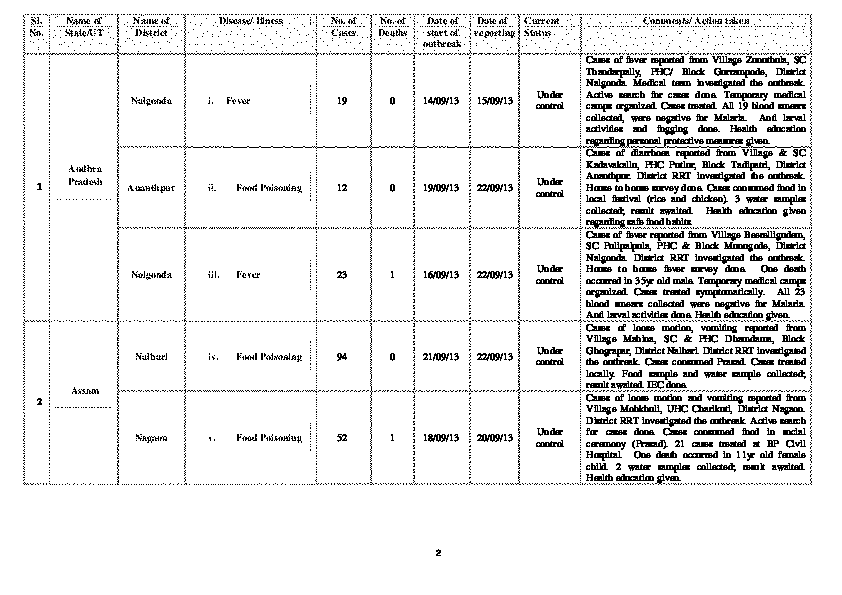 Sl. No.
Name of State/UT
Name of District
Disease/ Illness
No. of Cases
No. of Deaths
Date of start of outbreak
Date of reporting
Current Status
Comments/ Action taken
1
Andhra Pradesh
Nalgonda
i. Fever
19
0
14/09/13
15/09/13
Under control
Cases of fever reported from Village SC
PHC/ Block Gurrampode, District
Nalgonda. Medical team investigated the outbreak.
Active search for cases done. Temporary medical
camps organized. Cases treated. All 19 blood smears
collected, were negative for Malaria. Anti larval
activities and fogging done. Health education
regarding personal protective measures given.
Ananthpur
ii. Food Poisoning
12
0
19/09/13
22/09/13
Under control
Cases of diarrhoea reported from Village & SC
Kadavakallu, PHC Putlur, Block Tadipatri, District
Ananthpur. District RRT investigated the outbreak.
House to house survey done. Cases consumed food in
local festival (rice and chicken). 3 water samples
collected; result awaited. Health education given
regarding safe food habits.
Nalgonda
iii. Fever
23
1
16/09/13
22/09/13
Under control
Cases of fever reported from Village
SC Pulipalpula, PHC & Block Munugode, District
Nalgonda. District RRT investigated the outbreak.
House to house fever survey done. One death
occurred in 35yr old male. Temporary medical camps
organized. Cases treated symptomatically. All 23
blood smears collected were negative for Malaria.
Anti larval activities done. Health education given.
2
Assam
Nalbari
iv. Food Poisoning
94
0
21/09/13
22/09/13
Under control
Cases of loose motion, vomiting reported from
Village Mahina, SC & PHC Dhamdama, Block
Ghograpar, District Nalbari. District RRT investigated
the outbreak. Cases consumed Prasad. Cases treated
locally. Food sample and water sample collected;
result awaited. IEC done.
Nagaon
v. Food Poisoning
52
1
18/09/13
20/09/13
Under control
Cases of loose motion and vomiting reported from
Village UHC District Nagaon.
District RRT investigated the outbreak. Active search
for cases done. Cases consumed food in social
ceremony (Prasad). 21 cases treated at BP Civil
Hospital. One death occurred in 11yr old female
child. 2 water samples collected; result awaited.
Health education given.
2